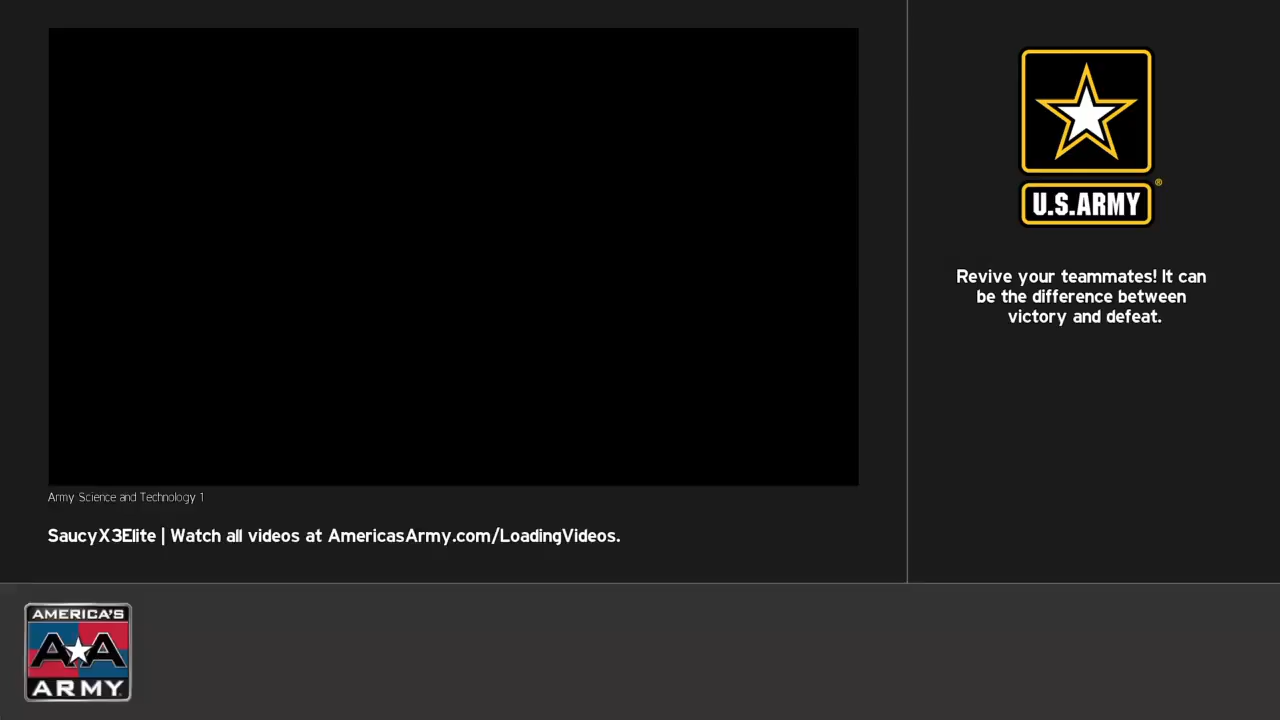 U.S.ARMY®
Revive your teammates! It can
be the difference between
victory and defeat.
Army Science and Technology 1
SaucyX3Elite | Watch all videos at AmericasArmy.com/LoadingVideos.
AMERICA'S
AA
ARMY